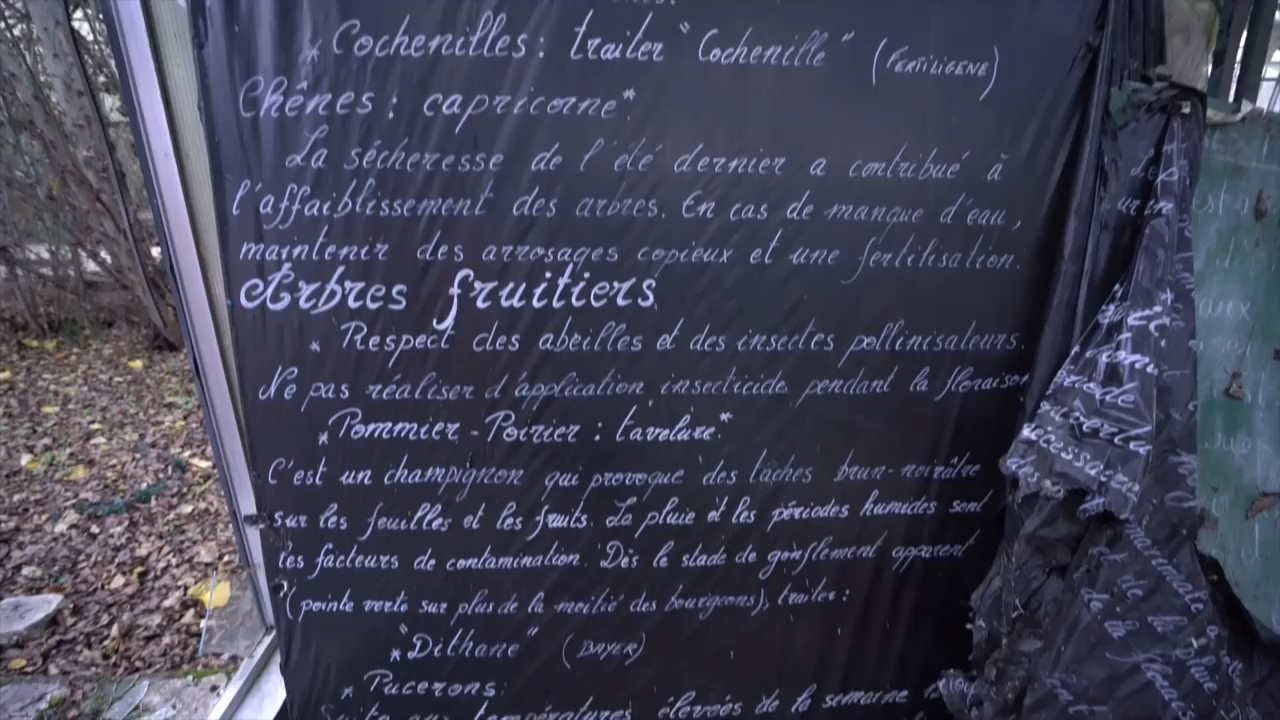 * Cochenilles : traiter "Cochenille" (FERTILIGENE)
Chênes : capricorne*
La sécheresse de l'été dernier a contribué à
l'affaiblissement des arbres. En cas de manque d'eau,
maintenir des arrosages copieux et une fertilisation.
Arbres fruitiers
* Respect des abeilles et des insectes pollinisateurs.
Ne pas réaliser d'application insecticide pendant la floraison
* Pommier - Poirier : tavelure*
C'est un champignon qui provoque des tâches brun-noirâtre
sur les feuilles et les fruits. La pluie et les périodes humides sont
les facteurs de contamination. Dès le stade de gonflement apparent
(pointe verte sur plus de la moitié des bourgeons), traiter :
* "Dithane" (BAYER)
* Pucerons :
Suite aux températures élevées de la semaine